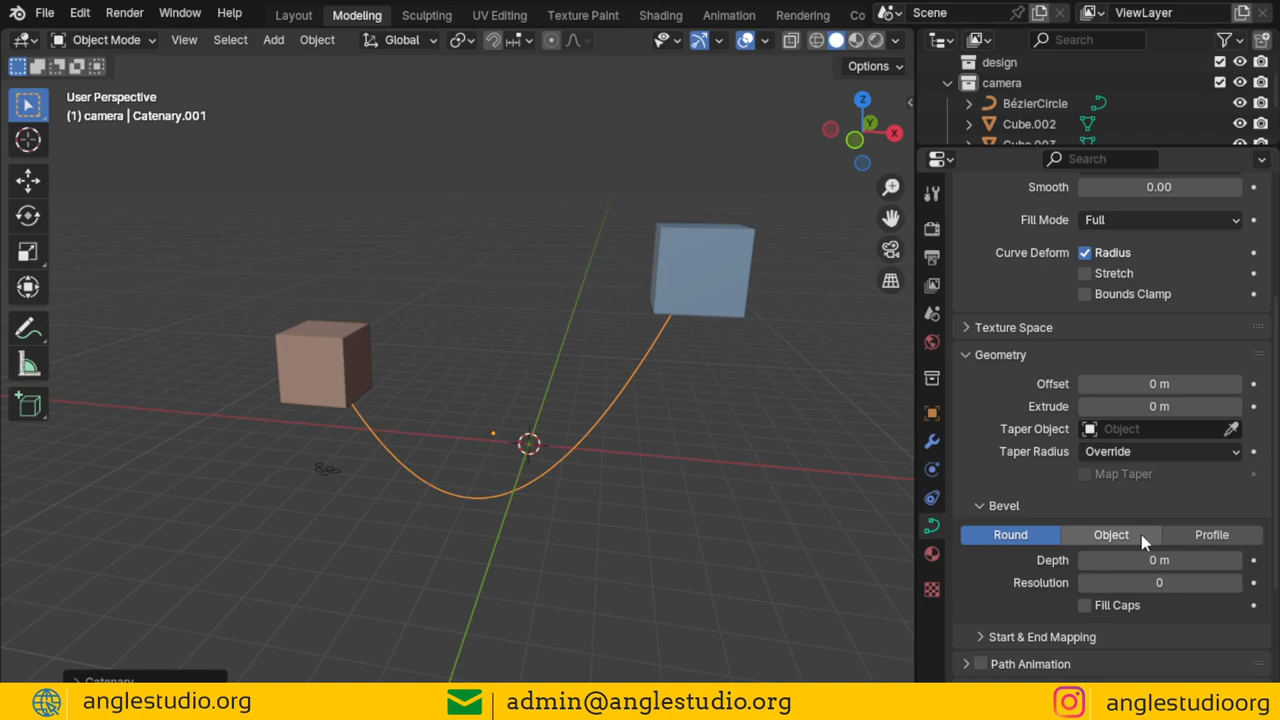 File Edit Render Window Help Layout Modeling Sculpting UV Editing Texture Paint Shading Animation Rendering Co Scene ViewLayer
Object Mode View Select Add Object Global Search
Options
User Perspective
(1) camera | Catenary.001
Z
Y
X
design
camera
BézierCircle
Cube.002
Search
Smooth 0.00
Fill Mode Full
Curve Deform Radius
Stretch
Bounds Clamp
Texture Space
Geometry
Offset 0 m
Extrude 0 m
Taper Object Object
Taper Radius Override
Map Taper
Bevel
Round Object Profile
Depth 0 m
Resolution 0
Fill Caps
Start & End Mapping
Path Animation
Catenary
anglestudio.org admin@anglestudio.org anglestudioorg